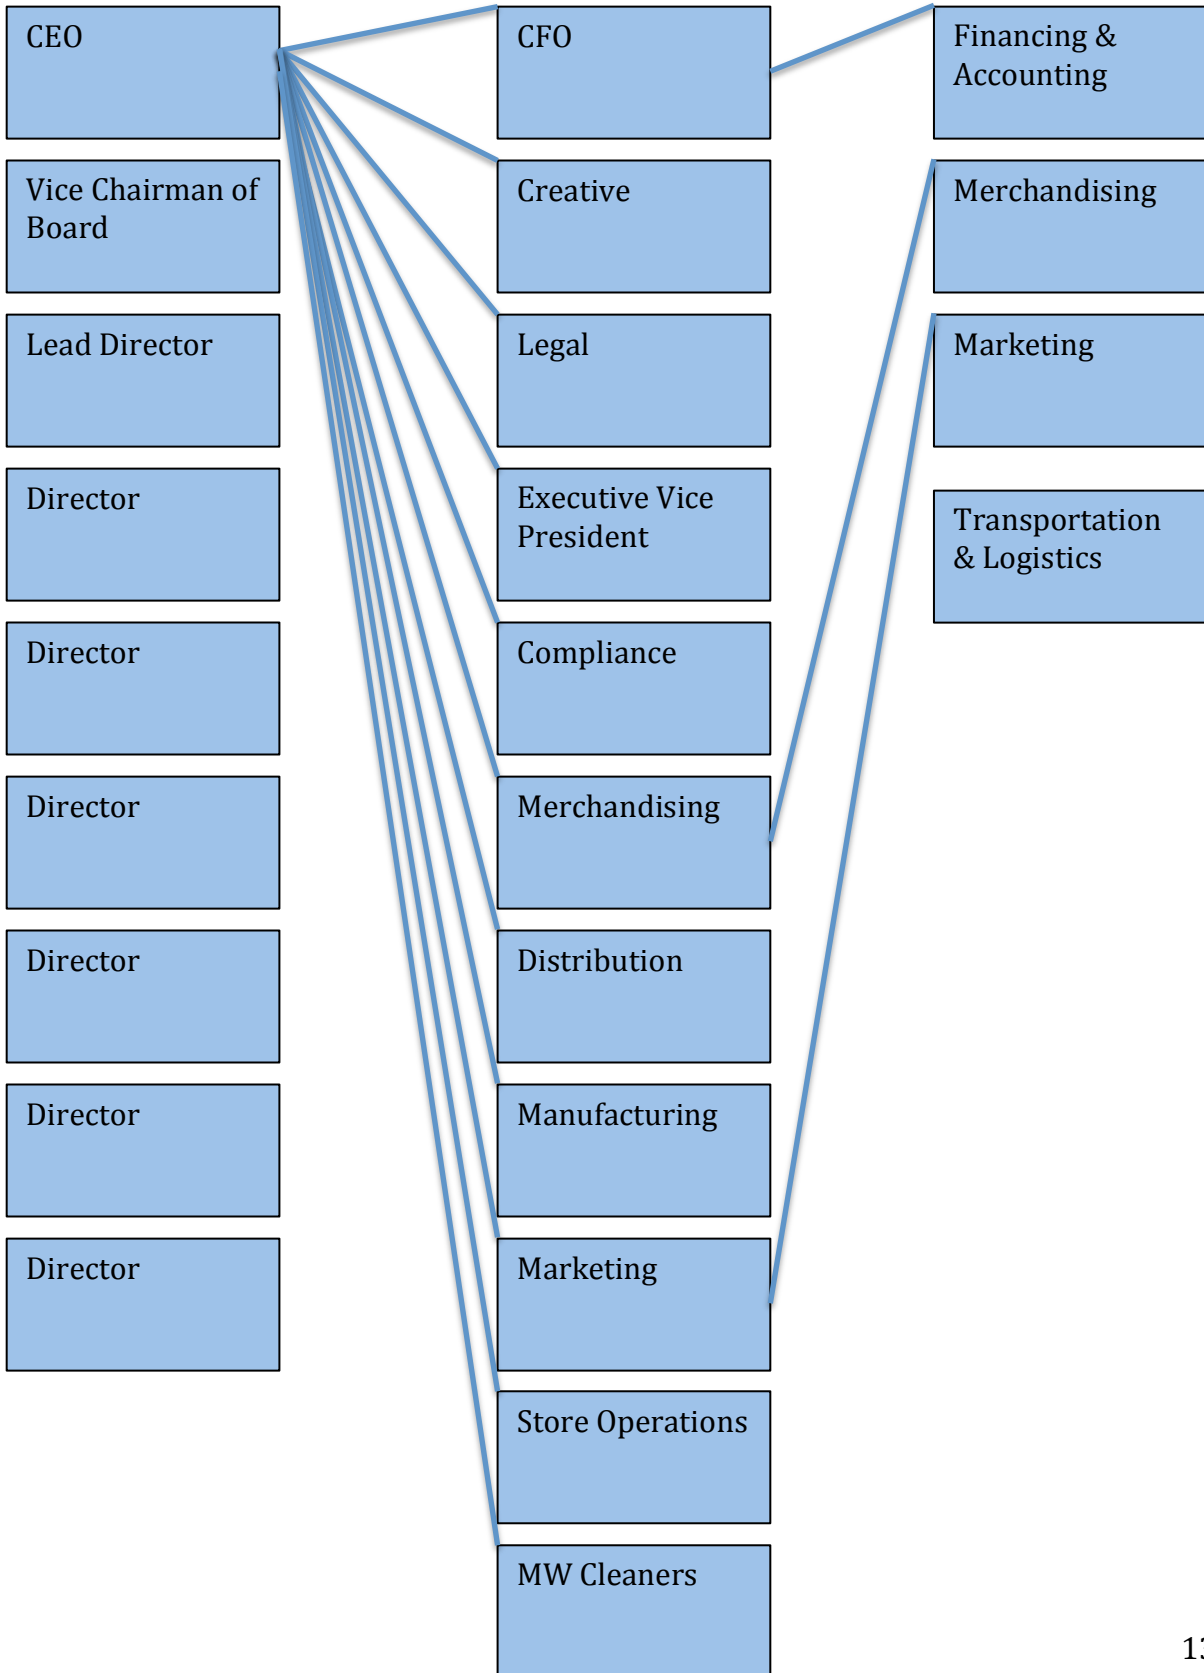 CEO
Vice Chairman of
Board
Lead Director
Director
Director
Director
Director
Director
Director
CFO
Creative
Legal
Executive Vice
President
Compliance
Merchandising
Distribution
Manufacturing
Marketing
Store Operations
MW Cleaners
Financing &
Accounting
Merchandising
Marketing
Transportation
& Logistics
13